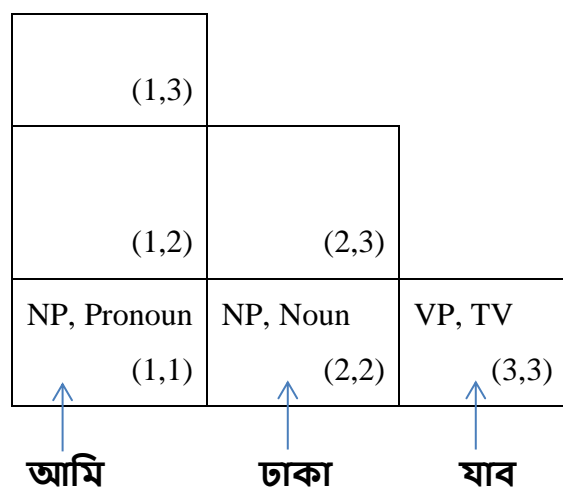 (1,3)
(1,2) (2,3)
NP, Pronoun NP, Noun VP, TV
(1,1) (2,2) (3,3)
আমি ঢাকা যাব